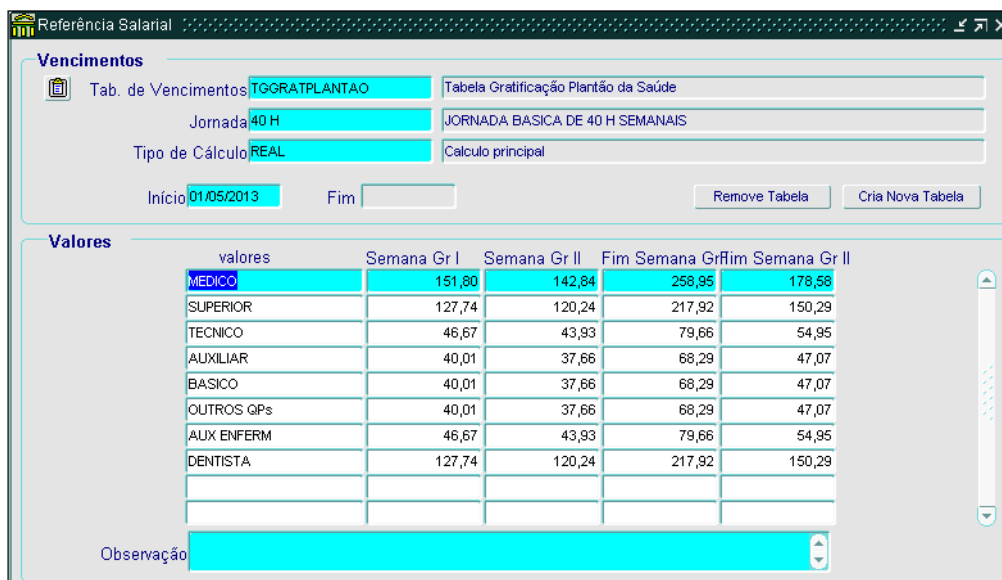 Referência Salarial
Vencimentos
Tab. de Vencimentos TGGRATPLANTAO Tabela Gratificação Plantão da Saúde
Jornada 40 H JORNADA BASICA DE 40 H SEMANAIS
Tipo de Cálculo REAL Calculo principal
Início 01/05/2013 Fim Remove Tabela Cria Nova Tabela
Valores
valores Semana Gr I Semana Gr II Fim Semana Gr Fim Semana Gr II
MEDICO 151,80 142,84 258,95 178,58
SUPERIOR 127,74 120,24 217,92 150,29
TECNICO 46,67 43,93 79,66 54,95
AUXILIAR 40,01 37,66 68,29 47,07
BASICO 40,01 37,66 68,29 47,07
OUTROS QPs 40,01 37,66 68,29 47,07
AUX ENFERM 46,67 43,93 79,66 54,95
DENTISTA 127,74 120,24 217,92 150,29
Observação